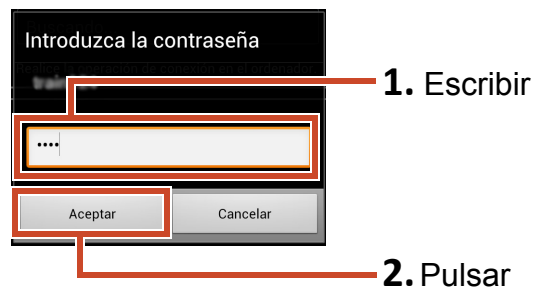 Introduzca la contraseña
1. Escribir
••••
Aceptar
Cancelar
2. Pulsar